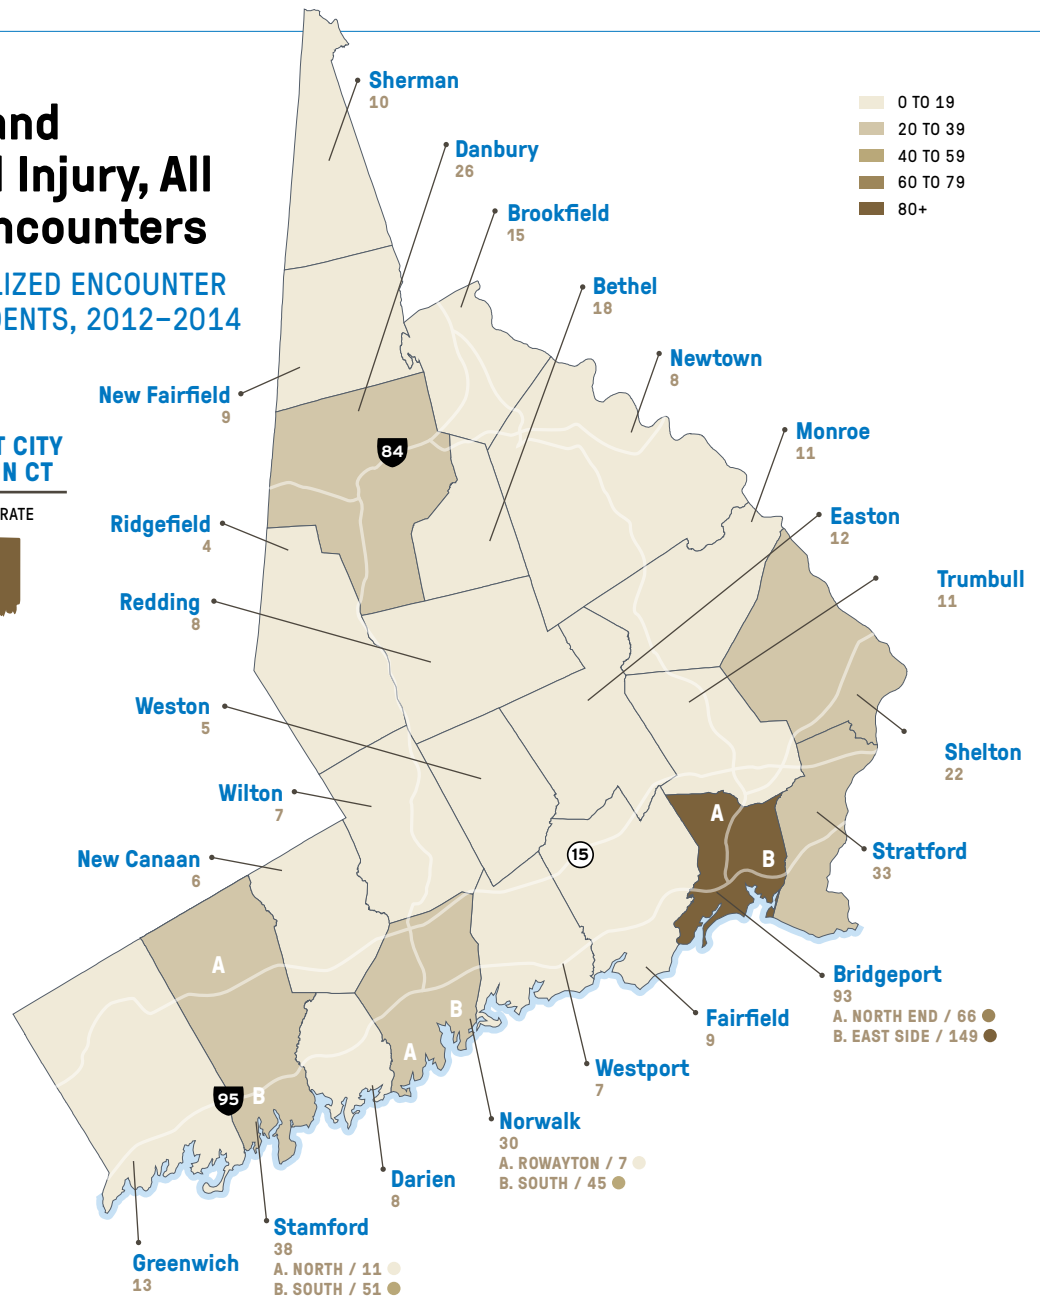 and
Injury, All
ncounters
LIZED ENCOUNTER
DENTS, 2012–2014
T CITY
N CT
RATE
0 TO 19
20 TO 39
40 TO 59
60 TO 79
80+
Sherman
10
Danbury
26
Brookfield
15
Bethel
18
Newtown
8
New Fairfield
9
Monroe
11
84
Easton
12
Ridgefield
4
Trumbull
11
Redding
8
Weston
5
Shelton
22
Wilton
7
A
15
B
New Canaan
6
Stratford
33
A
Bridgeport
93
A. NORTH END / 66
B. EAST SIDE / 149
B
Fairfield
9
A
Westport
7
95
B
Norwalk
30
A. ROWAYTON / 7
B. SOUTH / 45
Darien
8
Stamford
38
A. NORTH / 11
B. SOUTH / 51
Greenwich
13